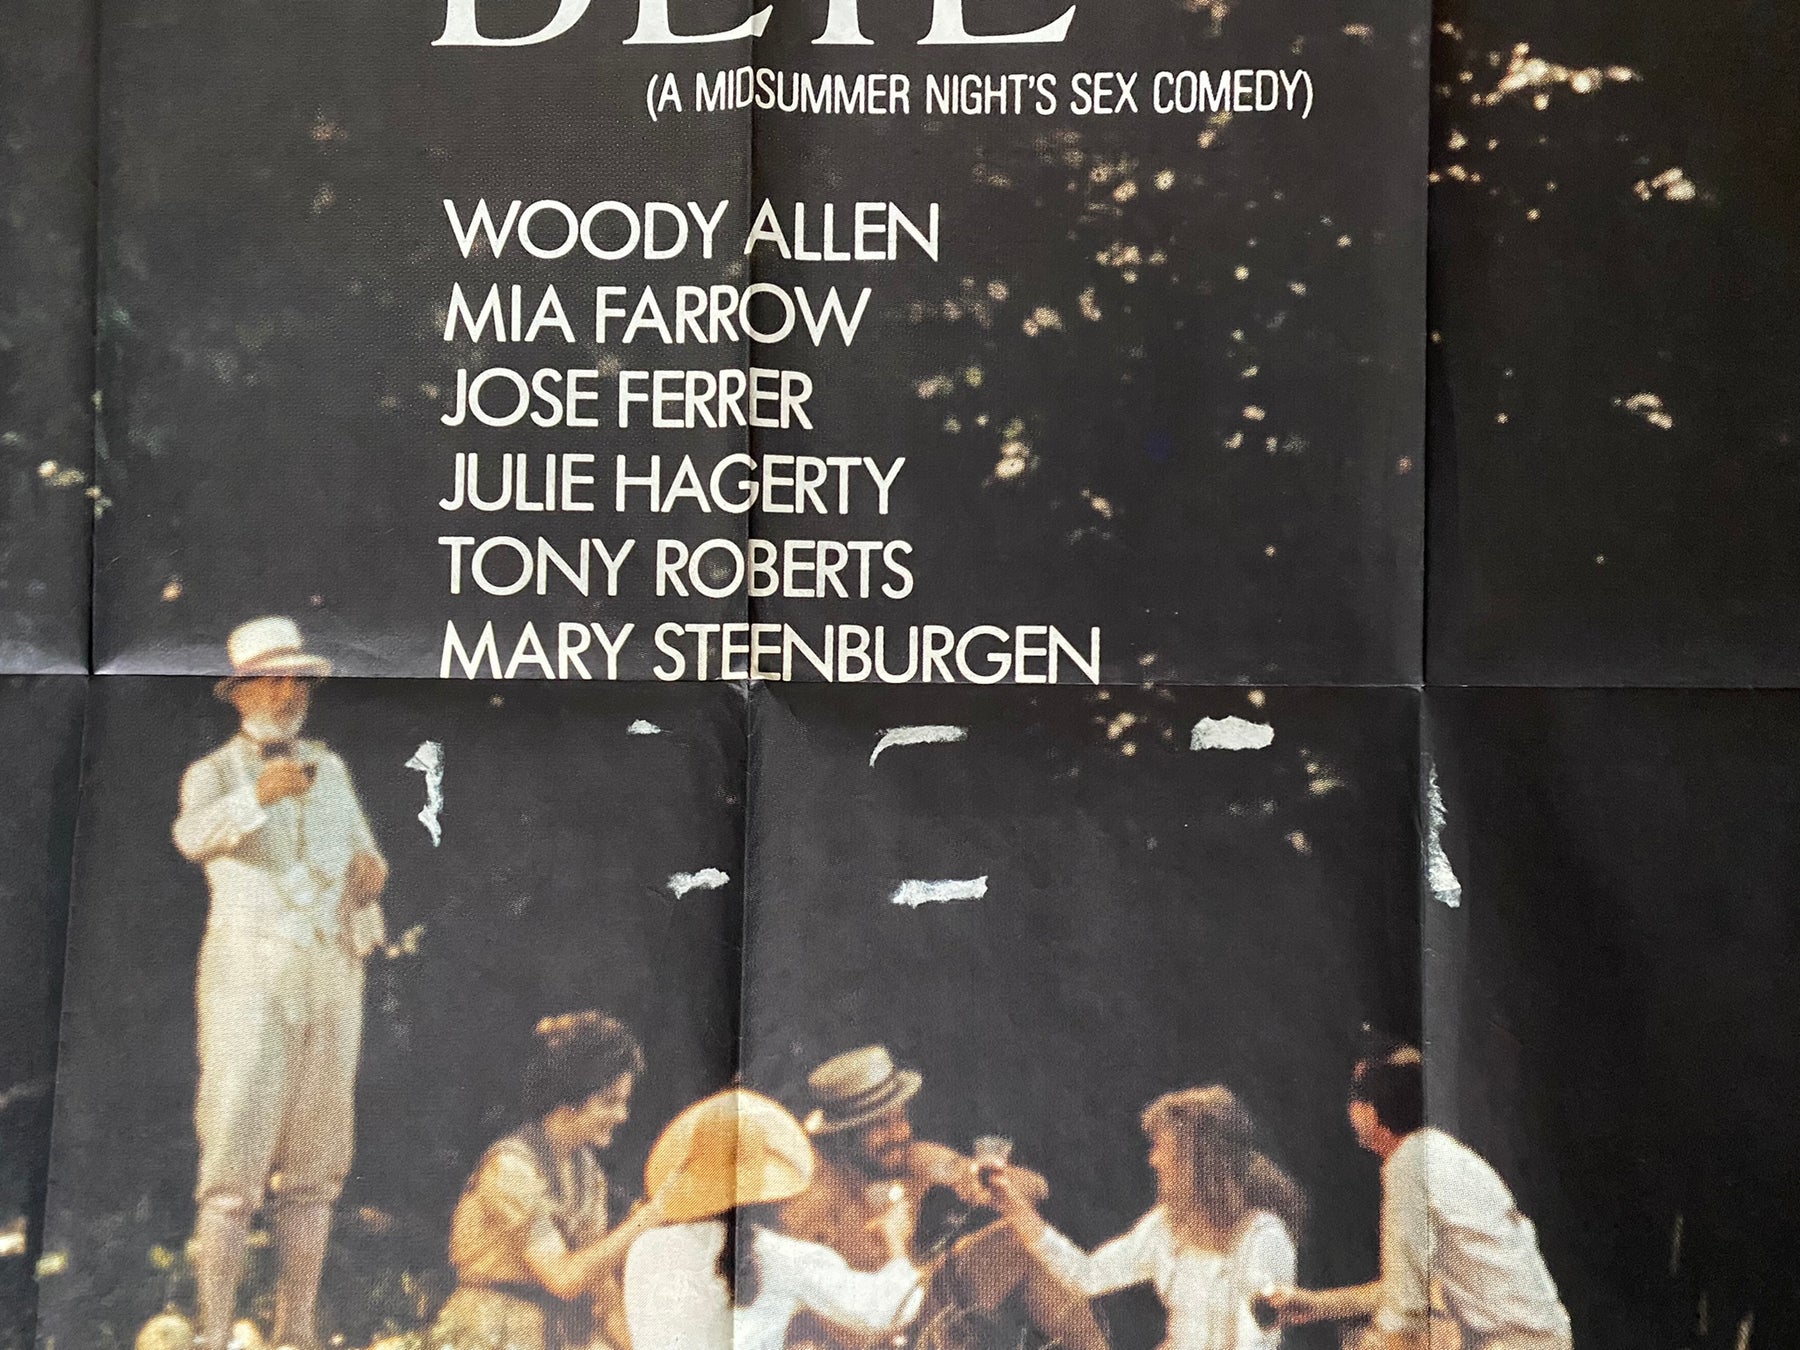 (A MIDSUMMER NIGHT'S SEX COMEDY)
WOODY ALLEN
MIA FARROW
JOSE FERRER
JULIE HAGERTY
TONY ROBERTS
MARY STEENBURGEN